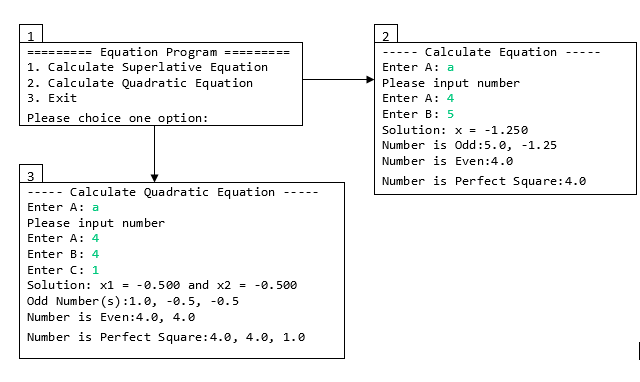 1
========= Equation Program =========
1. Calculate Superlative Equation
2. Calculate Quadratic Equation
3. Exit
Please choice one option:
2
----- Calculate Equation -----
Enter A: a
Please input number
Enter A: 4
Enter B: 5
Solution: x = -1.250
Number is Odd:5.0, -1.25
Number is Even:4.0
Number is Perfect Square:4.0
3
----- Calculate Quadratic Equation -----
Enter A: a
Please input number
Enter A: 4
Enter B: 4
Enter C: 1
Solution: x1 = -0.500 and x2 = -0.500
Odd Number(s):1.0, -0.5, -0.5
Number is Even:4.0, 4.0
Number is Perfect Square:4.0, 4.0, 1.0